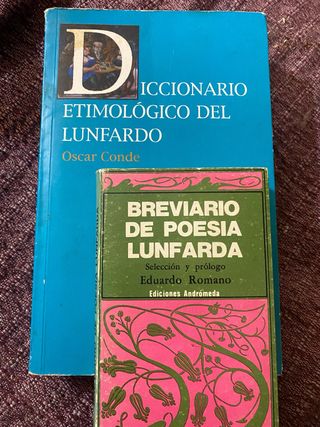 DICCIONARIO
ETIMOLÓGICO DEL
LUNFARDO
Oscar Conde
BREVIARIO
DE POESIA
LUNFARDA
Selección y prólogo
Eduardo Romano
Ediciones Andrómeda